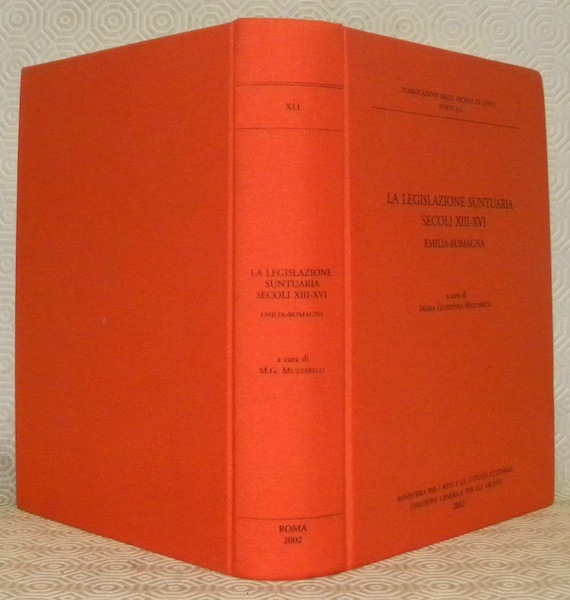 XLI
LA LEGISLAZIONE
SUNTUARIA
SECOLI XIII-XVI
EMILIA-ROMAGNA
a cura di
M.G. MUZZARELLI
ROMA
2002
PUBBLICAZIONI DEGLI ARCHIVI DI STATO
FONTI XLI
LA LEGISLAZIONE SUNTUARIA
SECOLI XIII-XVI
EMILIA-ROMAGNA
a cura di
MARIA GIUSEPPINA MUZZARELLI
MINISTERO PER I BENI E LE ATTIVITÀ CULTURALI
DIREZIONE GENERALE PER GLI ARCHIVI
2002